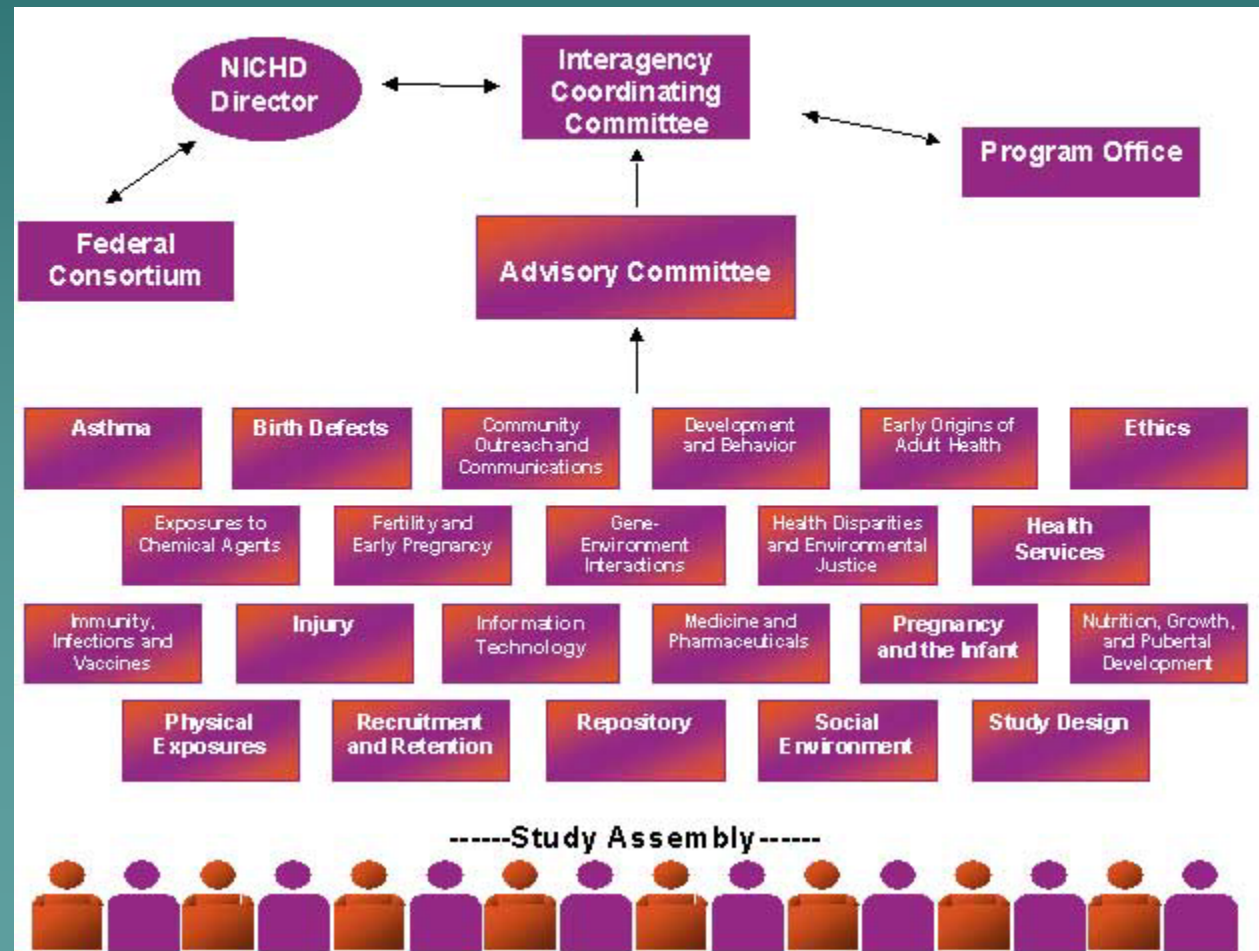 NICHD
Director
Interagency
Coordinating
Committee
Program Office
Federal
Consortium
Advisory Committee
Asthma
Birth Defects
Community
Outreach and
Communications
Development
and Behavior
Early Origins of
Adult Health
Ethics
Exposures to
Chemical Agents
Fertility and
Early Pregnancy
Gene-
Environment
Interactions
Health Disparities
and Environmental
Justice
Health
Services
Immunity,
Infections and
Vaccines
Injury
Information
Technology
Medicine and
Pharmaceuticals
Pregnancy
and the Infant
Nutrition, Growth,
and Pubertal
Development
Physical
Exposures
Recruitment
and Retention
Repository
Social
Environment
Study Design
------Study Assembly------